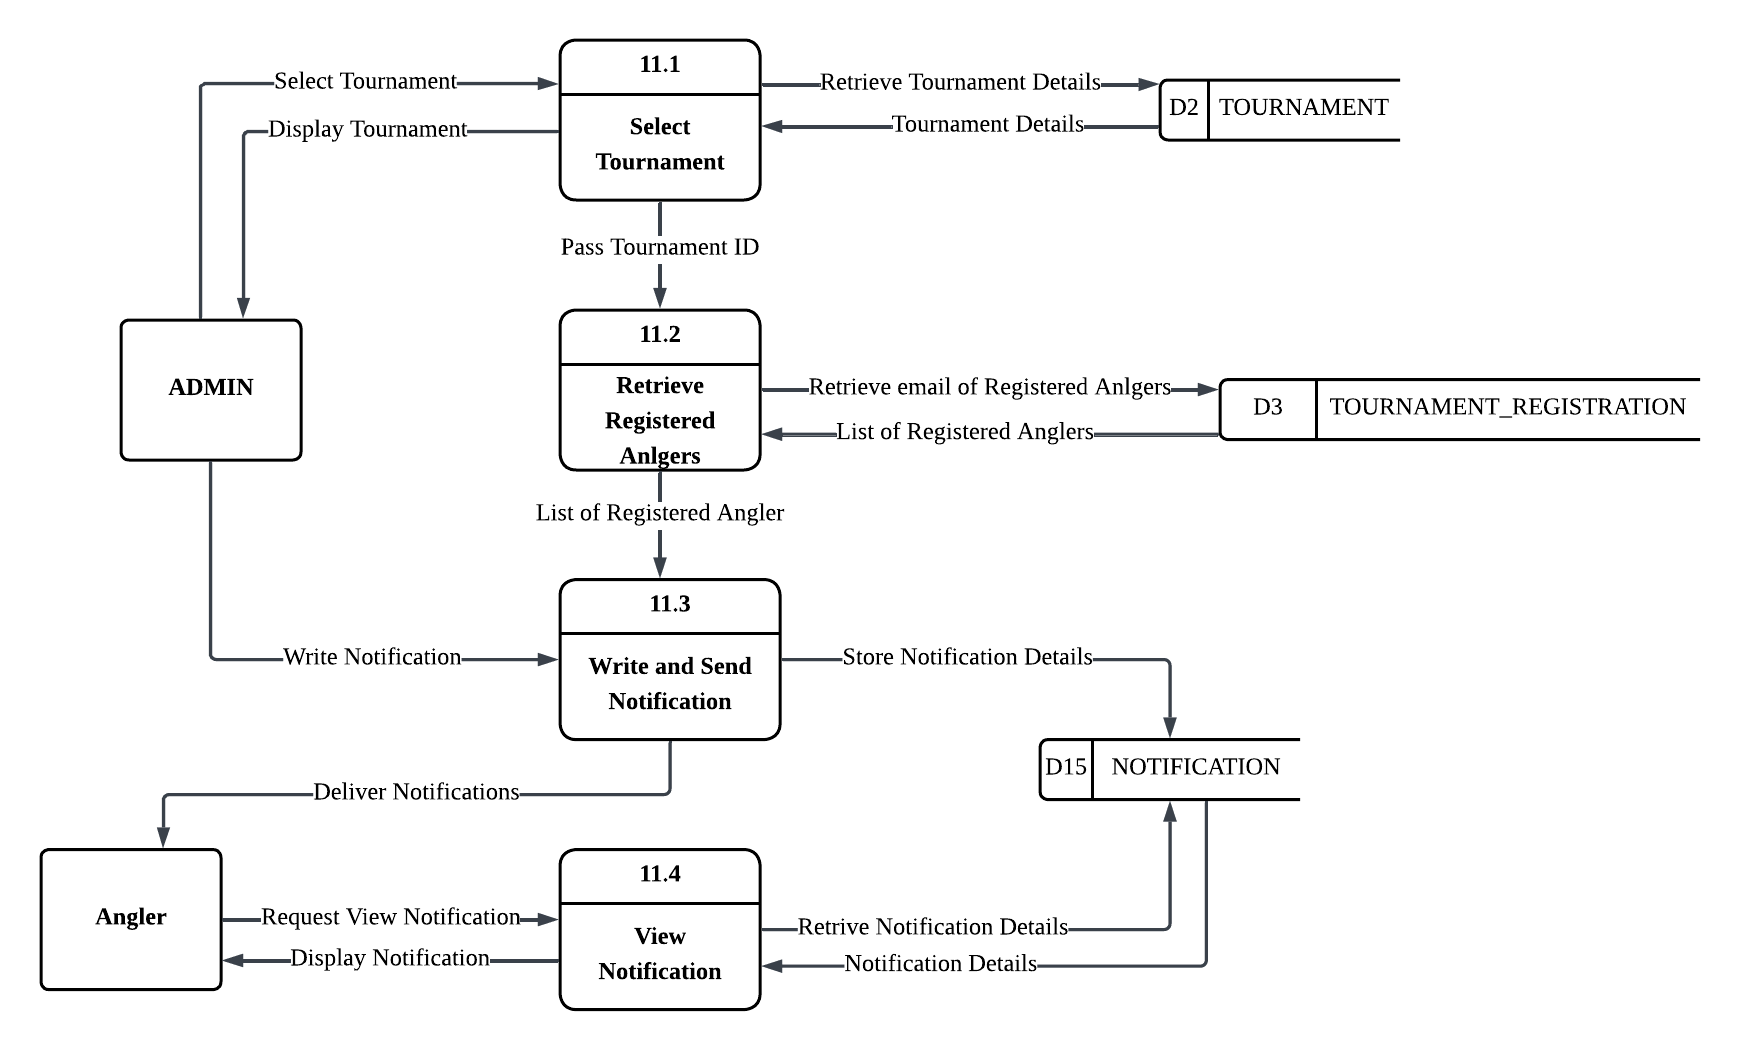 11.1
Select Tournament
Retrieve Tournament Details
D2
TOURNAMENT
Display Tournament
Select
Tournament
Tournament Details
Pass Tournament ID
11.2
ADMIN
Retrieve
Registered
Anlgers
Retrieve email of Registered Anlgers
D3
TOURNAMENT_REGISTRATION
List of Registered Anglers
List of Registered Angler
11.3
Write Notification
Write and Send
Notification
Store Notification Details
D15
NOTIFICATION
Deliver Notifications
11.4
Angler
Request View Notification
View
Notification
Retrive Notification Details
Display Notification
Notification Details